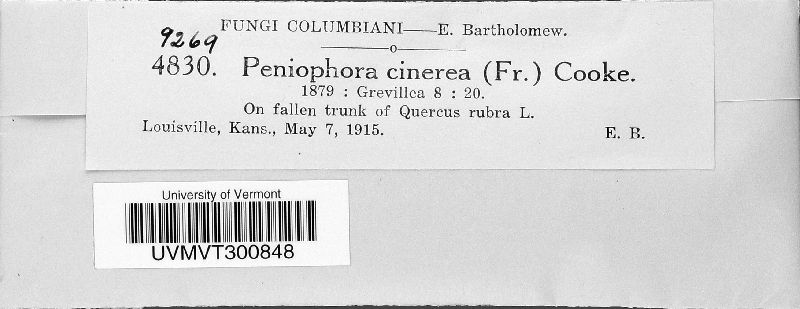 FUNGI COLUMBIANI——E. Bartholomew.
9269
4830. Peniophora cinerea (Fr.) Cooke.
1879 : Grevillea 8 : 20.
On fallen trunk of Quercus rubra L.
Louisville, Kans., May 7, 1915. E. B.
University of Vermont
UVMVT300848